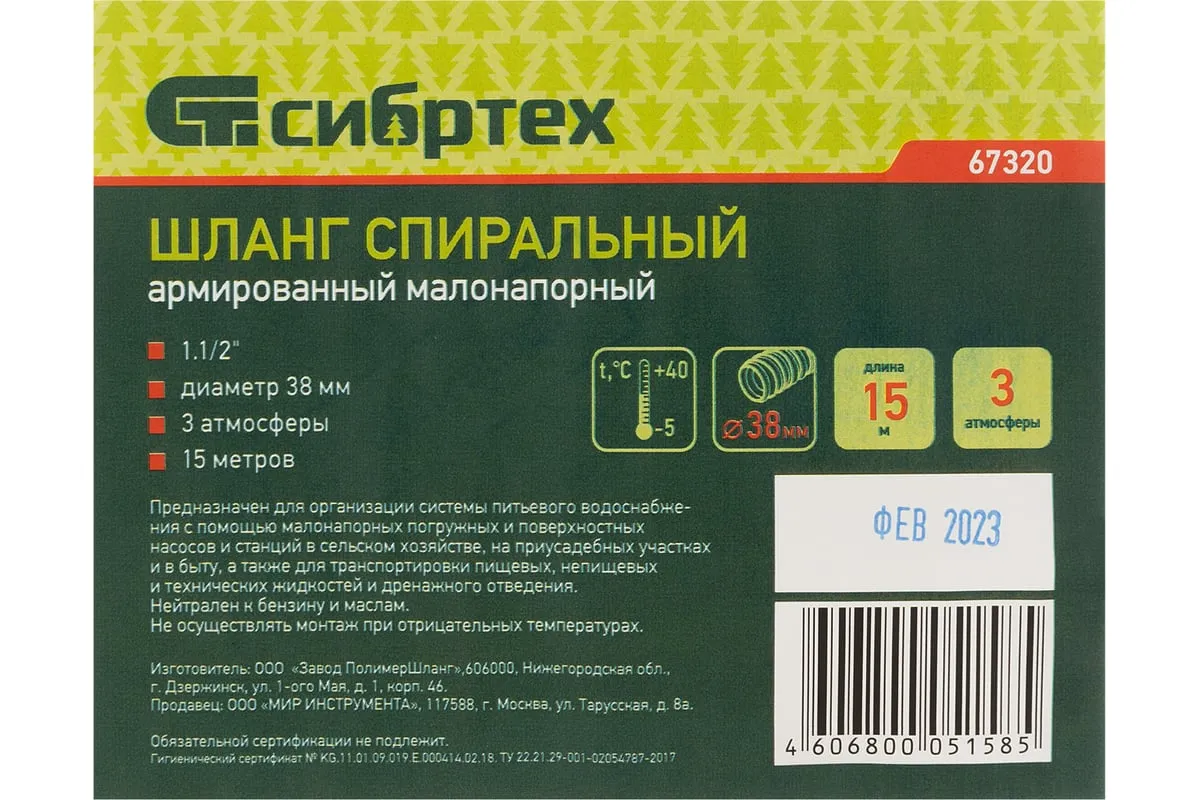 СТ сибртех
67320
ШЛАНГ СПИРАЛЬНЫЙ
армированный малонапорный
1.1/2"
диаметр 38 мм
3 атмосферы
15 метров
t,°C +40
-5
⌀38мм
длина
15
м
3
атмосферы
Предназначен для организации системы питьевого водоснабже-
ния с помощью малонапорных погружных и поверхностных
насосов и станций в сельском хозяйстве, на приусадебных участках
и в быту, а также для транспортировки пищевых, непищевых
и технических жидкостей и дренажного отведения.
Нейтрален к бензину и маслам.
Не осуществлять монтаж при отрицательных температурах.
ФЕВ 2023
Изготовитель: ООО «Завод ПолимерШланг»,606000, Нижегородская обл.,
г. Дзержинск, ул. 1-ого Мая, д. 1, корп. 46.
Продавец: ООО «МИР ИНСТРУМЕНТА», 117588, г. Москва, ул. Тарусская, д. 8а.
Обязательной сертификации не подлежит.
Гигиенический сертификат № KG.11.01.09.019.E.000414.02.18. ТУ 22.21.29-001-02054787-2017
4 606800 051585